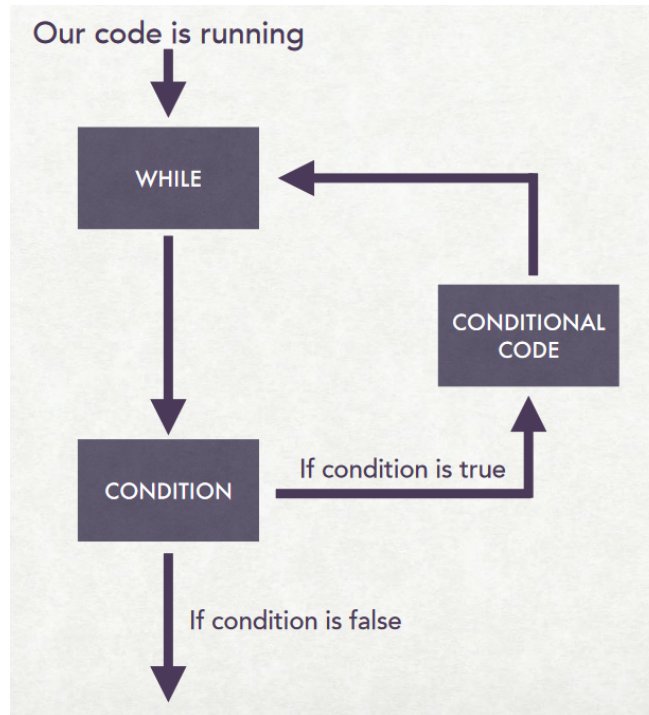 Our code is running
WHILE
CONDITIONAL
CODE
If condition is true
CONDITION
If condition is false